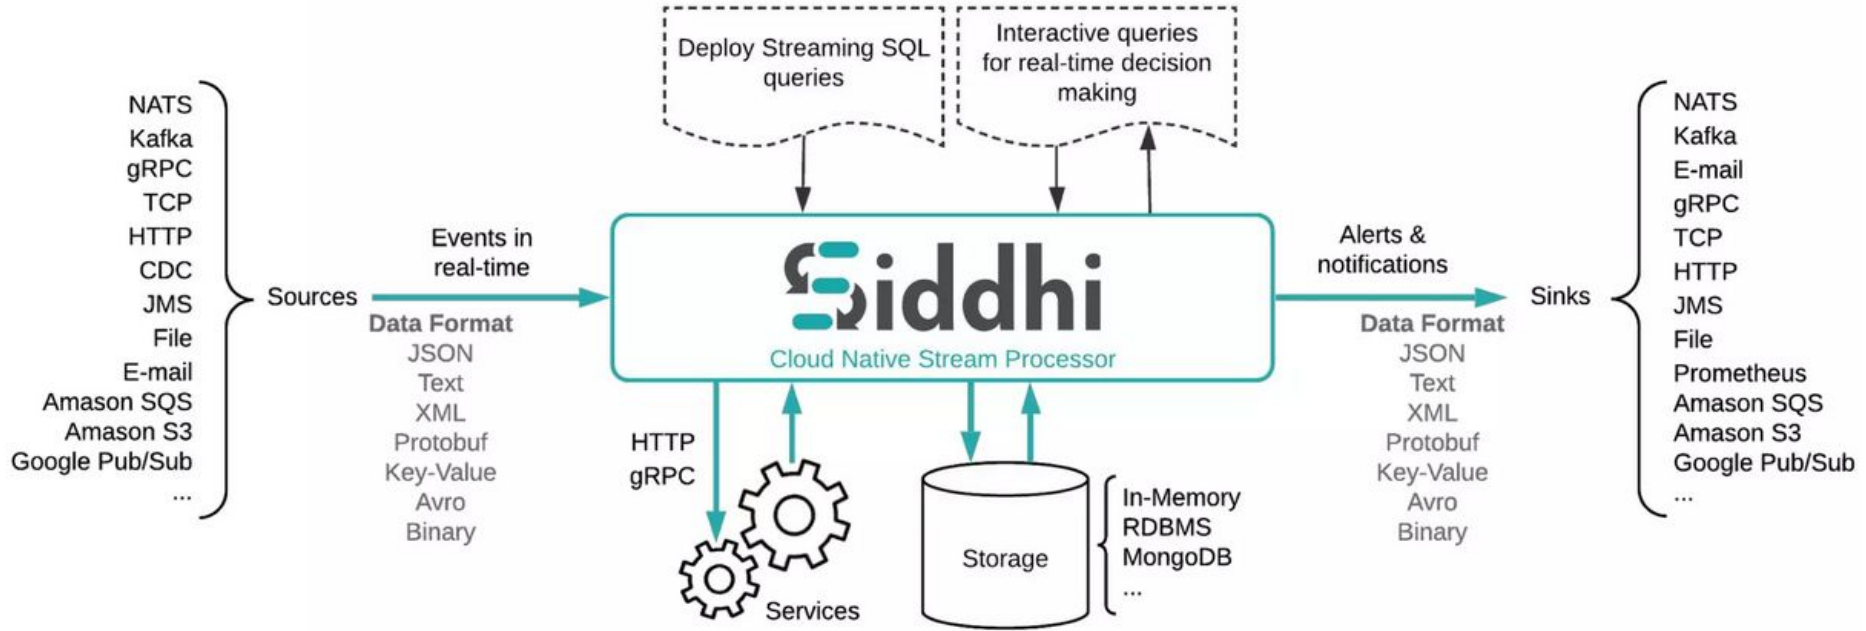 Deploy Streaming SQL
queries
Interactive queries
for real-time decision
making
NATS
Kafka
gRPC
TCP
HTTP
CDC
JMS
File
E-mail
Amason SQS
Amason S3
Google Pub/Sub
...
Sources
Events in
real-time
Data Format
JSON
Text
XML
Protobuf
Key-Value
Avro
Binary
Siddhi
Cloud Native Stream Processor
HTTP
gRPC
Services
Storage
In-Memory
RDBMS
MongoDB
...
Alerts &
notifications
Data Format
JSON
Text
XML
Protobuf
Key-Value
Avro
Binary
Sinks
NATS
Kafka
E-mail
gRPC
TCP
HTTP
JMS
File
Prometheus
Amason SQS
Amason S3
Google Pub/Sub
...